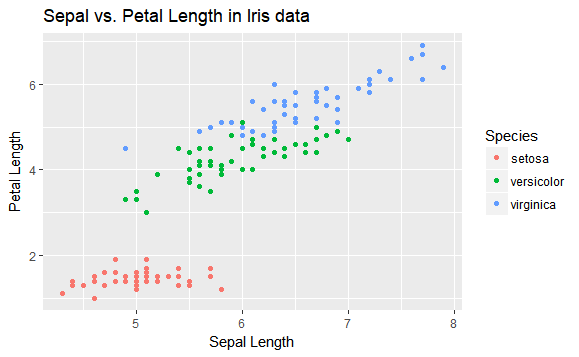 Sepal vs. Petal Length in Iris data
Petal Length
6
4
2
5
6
7
8
Sepal Length
Species
setosa
versicolor
virginica